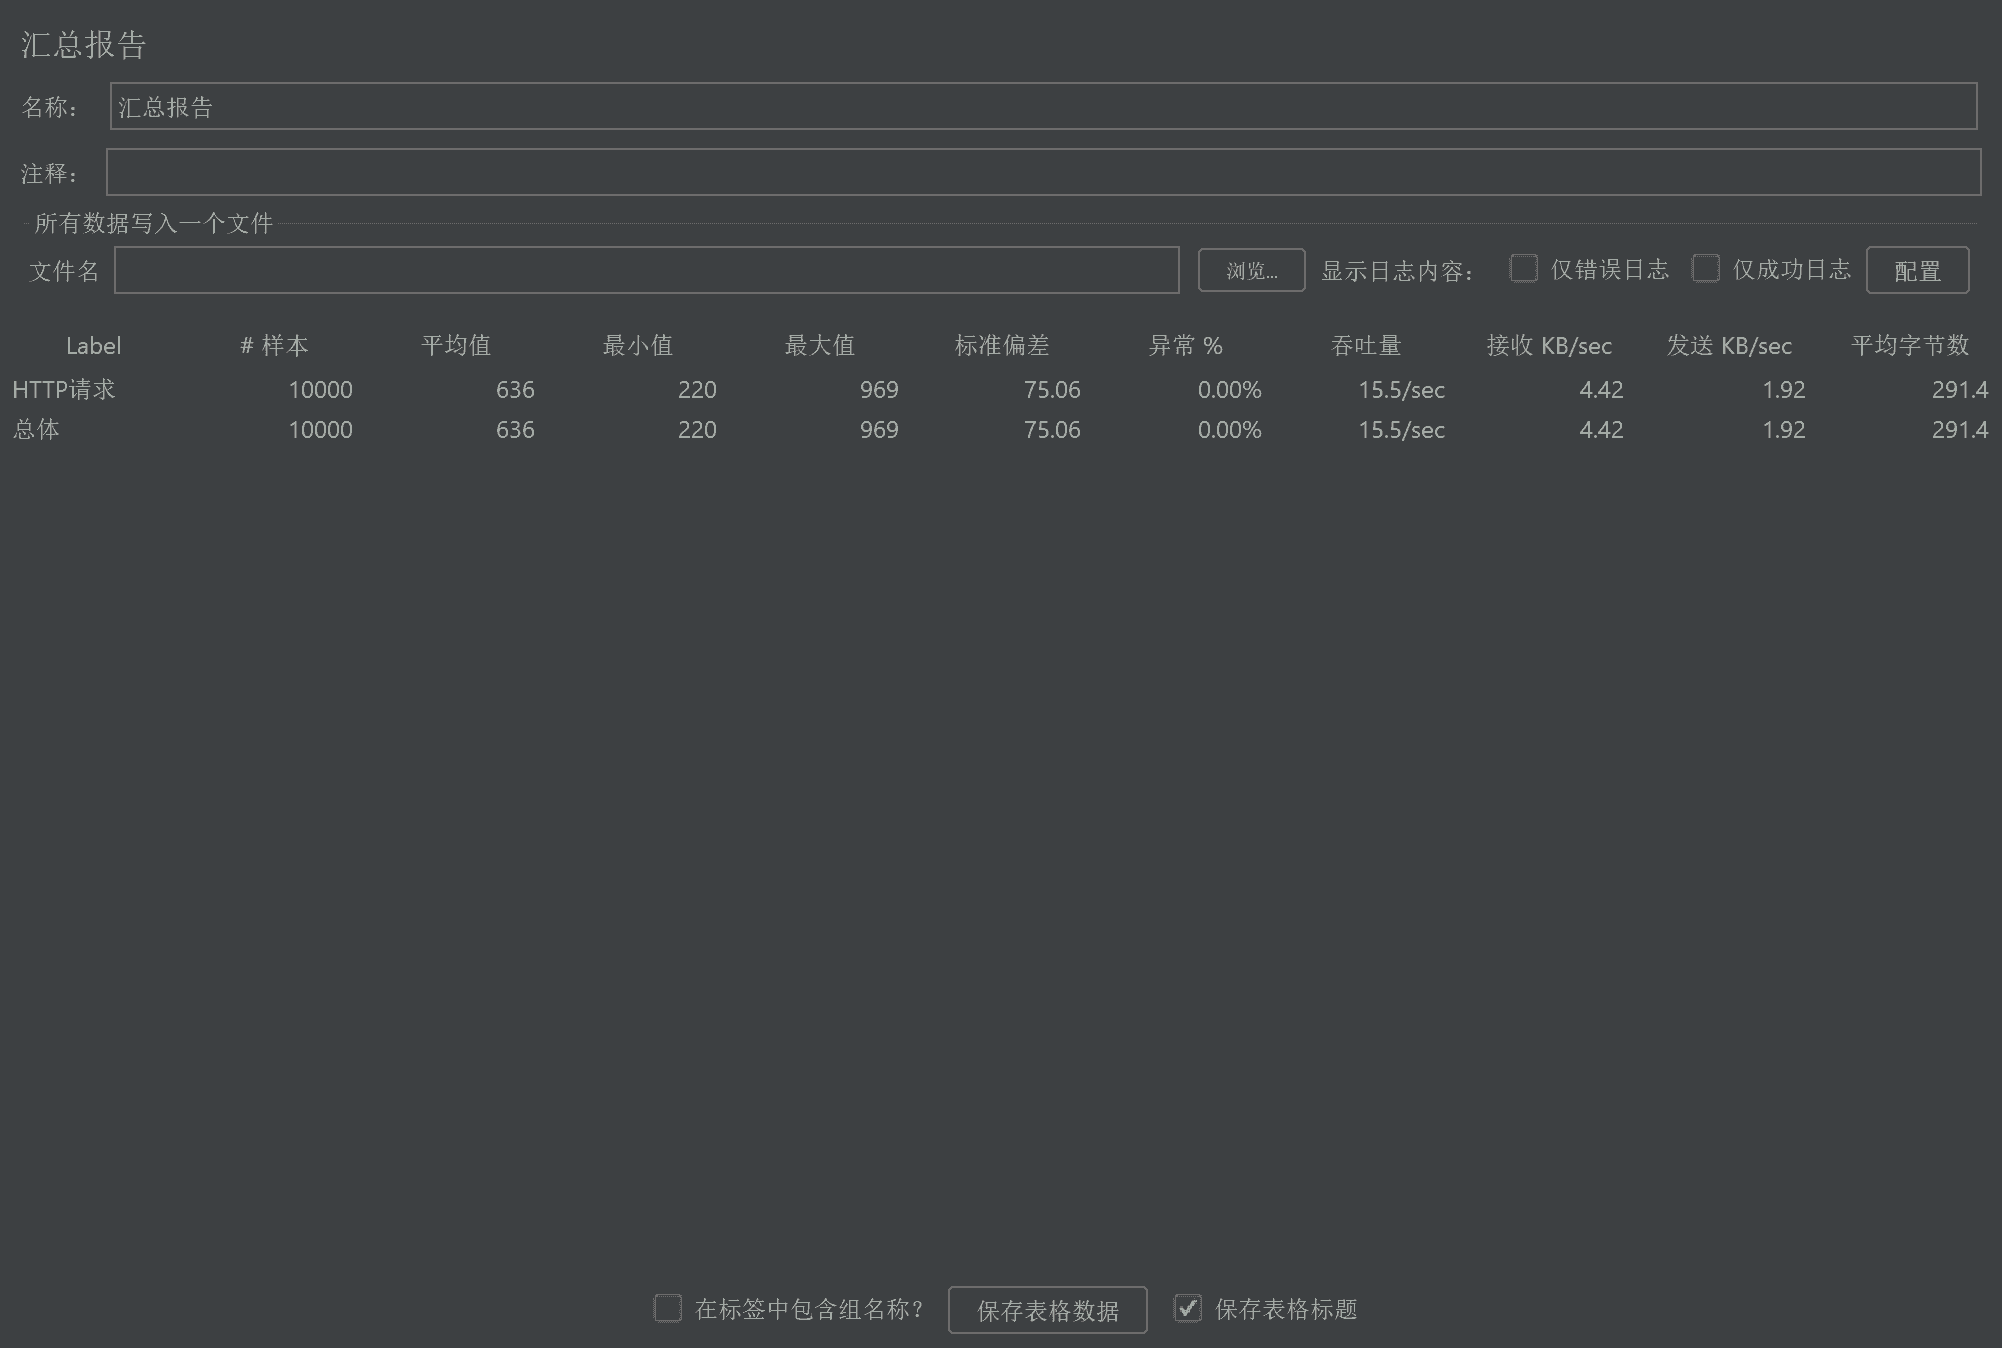 汇总报告
名称： 汇总报告
注释：
所有数据写入一个文件
文件名 浏览... 显示日志内容： 仅错误日志 仅成功日志 配置
Label # 样本 平均值 最小值 最大值 标准偏差 异常 % 吞吐量 接收 KB/sec 发送 KB/sec 平均字节数
HTTP请求 10000 636 220 969 75.06 0.00% 15.5/sec 4.42 1.92 291.4
总体 10000 636 220 969 75.06 0.00% 15.5/sec 4.42 1.92 291.4
在标签中包含组名称？ 保存表格数据 保存表格标题